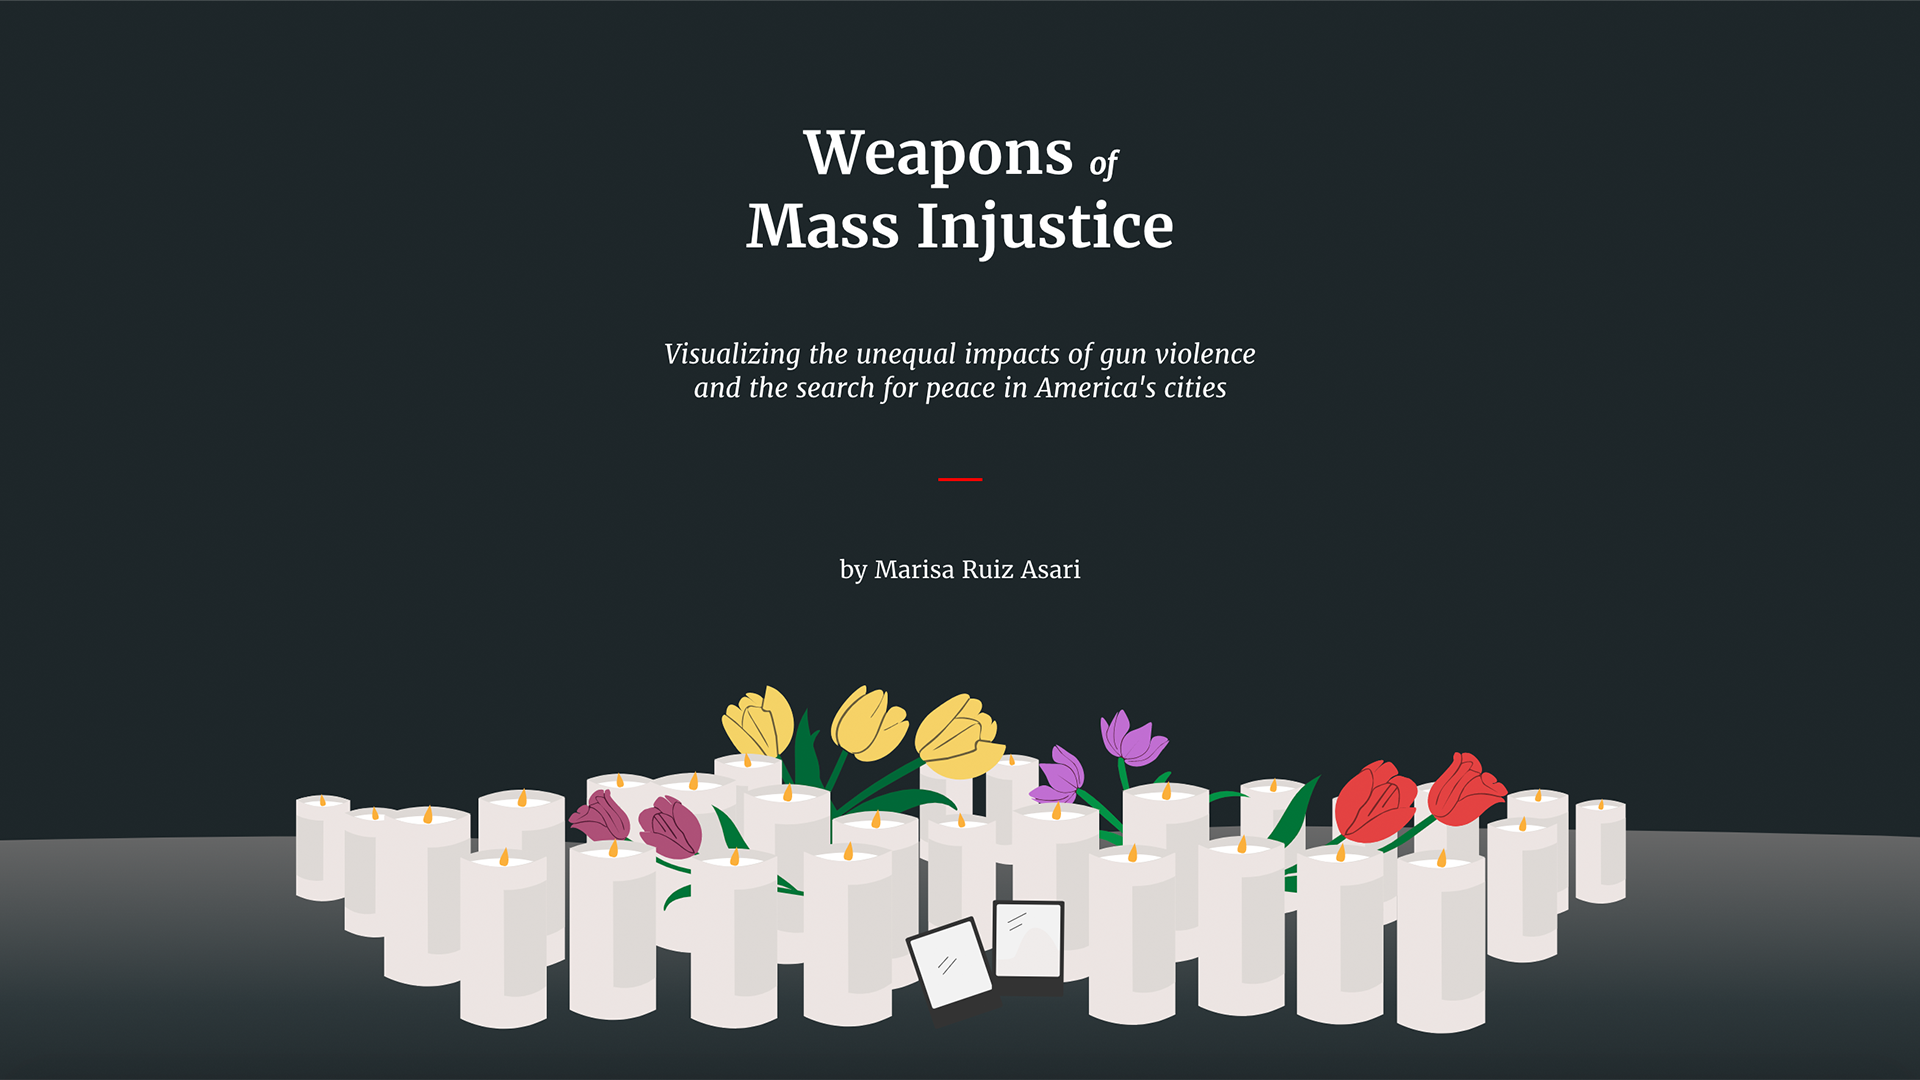 Weapons of
Mass Injustice
Visualizing the unequal impacts of gun violence
and the search for peace in America's cities
by Marisa Ruiz Asari